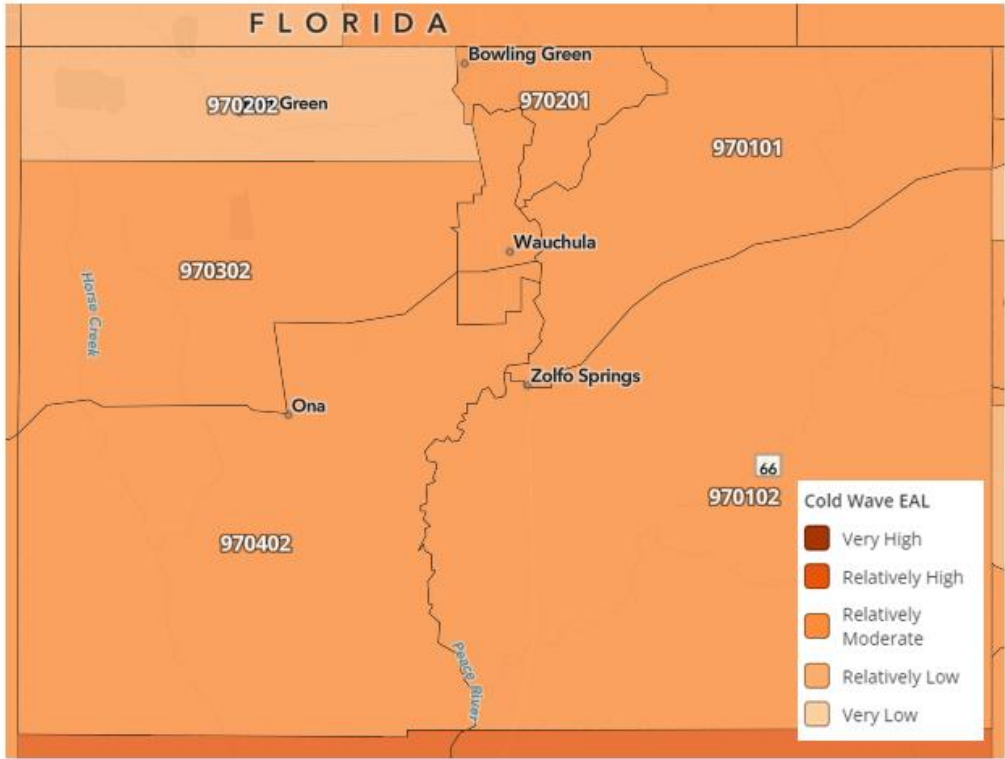 FLORIDA
Bowling Green
970202 Green
970201
970101
Wauchula
970302
Horse Creek
Zolfo Springs
Ona
66
970102
970402
Peace River
Cold Wave EAL
Very High
Relatively High
Relatively
Moderate
Relatively Low
Very Low